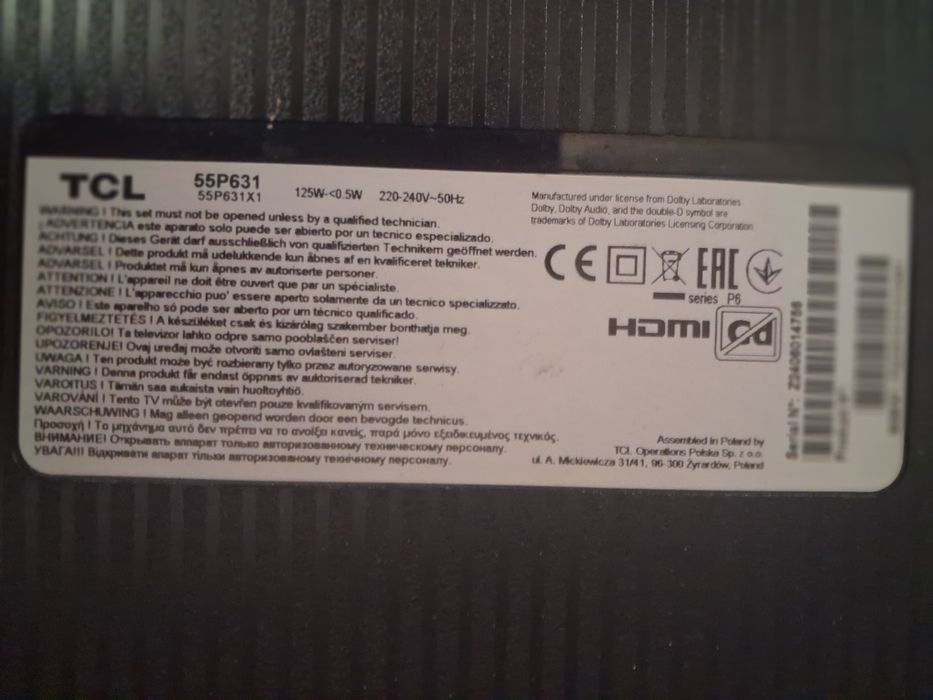 TCL
55P631
55P631X1
125W-<0.5W 220-240V~50Hz
WARNING ! This set must not be opened unless by a qualified technician.
¡ ADVERTENCIA este aparato solo puede ser abierto por un tecnico especializado.
ACHTUNG ! Dieses Gerät darf ausschließlich von qualifizierten Technikern geöffnet werden.
ADVARSEL ! Dette produkt må udelukkende kun åbnes af en kvalificeret tekniker.
ADVARSEL ! Produktet må kun åpnes av autoriserte personer.
ATTENTION ! L'appareil ne doit être ouvert que par un spécialiste.
ATTENZIONE ! L'apparecchio puo' essere aperto solamente da un tecnico specializzato.
AVISO ! Este aparelho só pode ser aberto por um técnico qualificado.
FIGYELMEZTETÉS ! A készüléket csak és kizárólag szakember bonthatja meg.
OPOZORILO! Ta televizor lahko odpre samo pooblaščen serviser!
UPOZORENJE! Ovaj uređaj može otvoriti samo ovlašteni serviser.
UWAGA ! Ten produkt może być rozbierany tylko przez autoryzowane serwisy.
VARNING ! Denna produkt får endast öppnas av auktoriserad tekniker.
VAROITUS ! Tämän saa aukaista vain huoltoyhtiö.
VAROVÁNÍ ! Tento TV může být otevřen pouze kvalifikovaným servisem.
WAARSCHUWING ! Mag alleen geopend worden door een bevogde technicus.
Προσοχή ! Το μηχάνημα αυτό δεν πρέπει να το ανοίξει κανείς, παρά μόνο εξειδικευμένος τεχνικός.
ВНИМАНИЕ! Открывать аппарат только авторизованному техническому персоналу.
УВАГА!!! Відкривати апарат тільки авторизованому технічному персоналу.
Manufactured under license from Dolby Laboratories
Dolby, Dolby Audio, and the double-D symbol are
trademarks of Dolby Laboratories Licensing Corporation
CE EAC
series P6
HDMI
Assembled in Poland by
TCL Operations Polska Sp. z o.o.
ul. A. Mickiewicza 31/41, 96-300 Żyrardów, Poland
Serial N°: Z2406014756